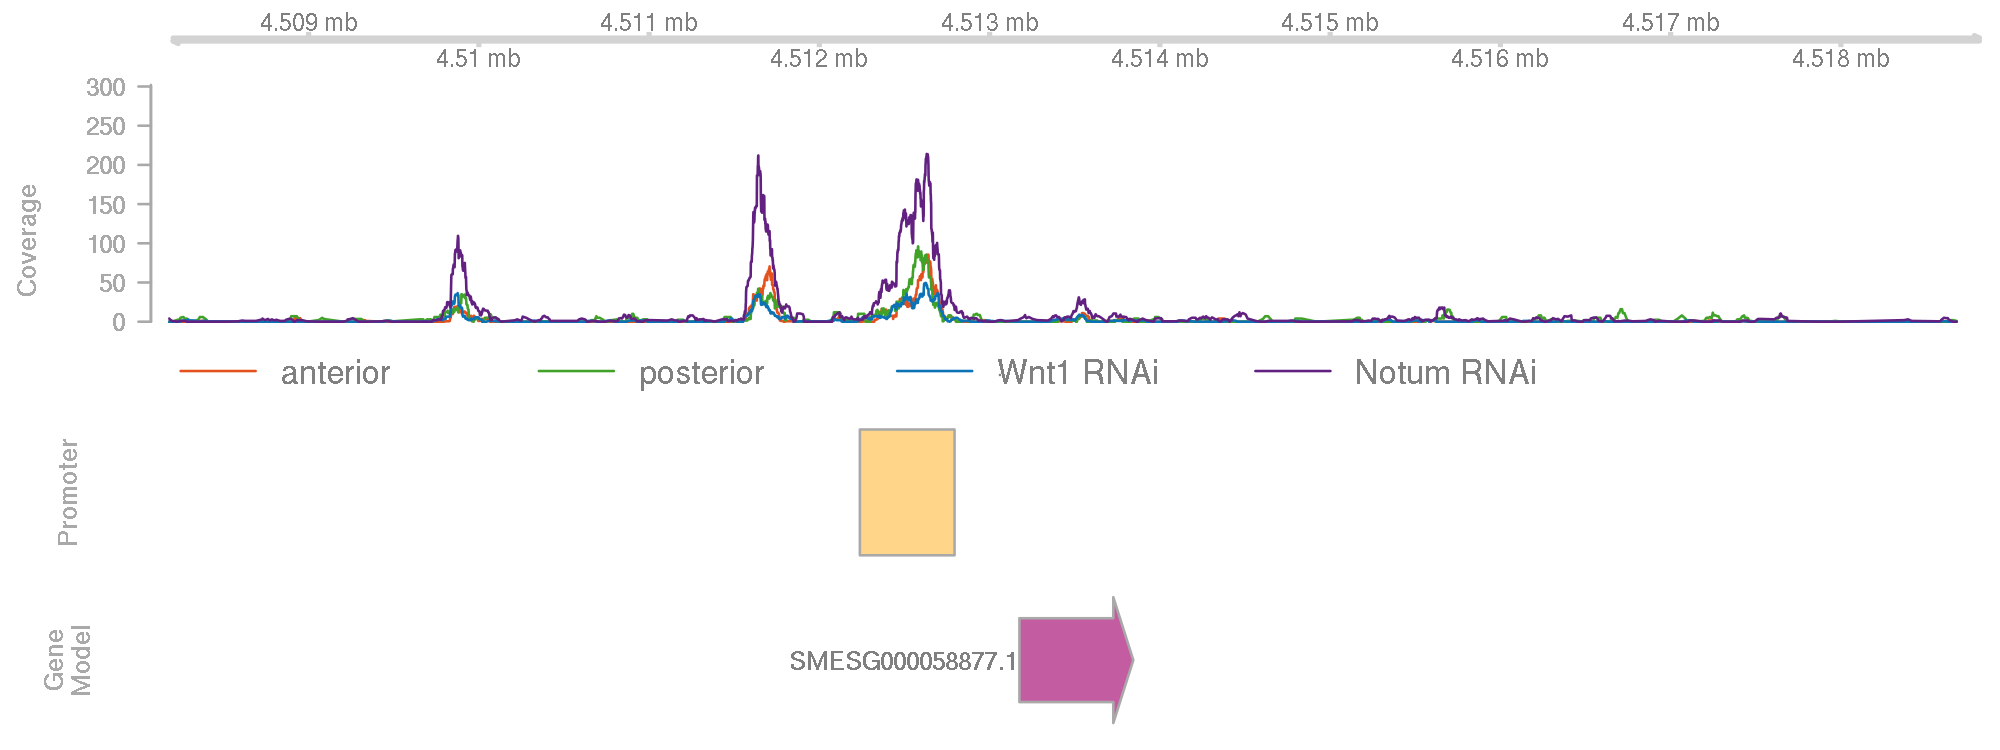 4.509 mb 4.511 mb 4.513 mb 4.515 mb 4.517 mb
4.51 mb 4.512 mb 4.514 mb 4.516 mb 4.518 mb
300
250
200
150
100
50
0
Coverage
anterior posterior Wnt1 RNAi Notum RNAi
Promoter
Gene
Model
SMESG000058877.1